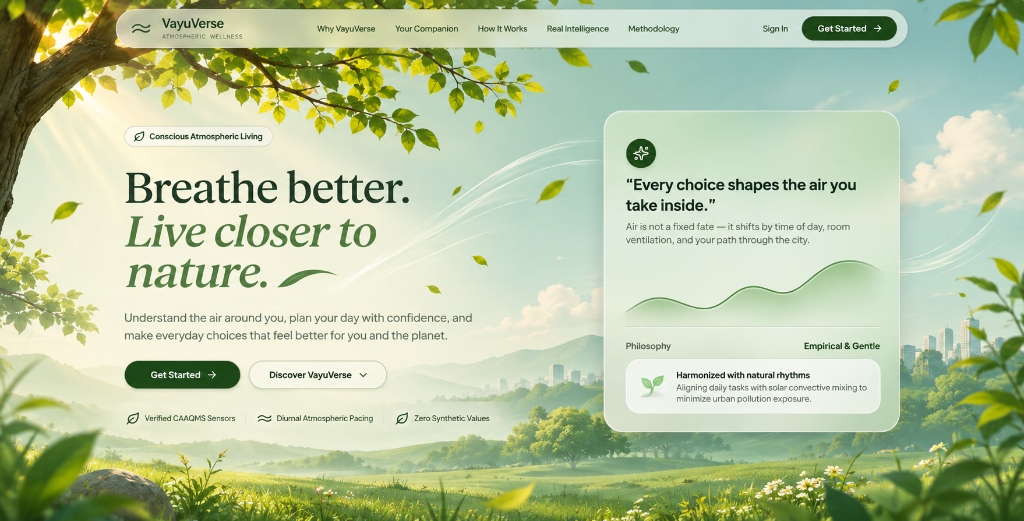 VayuVerse
ATMOSPHERIC WELLNESS
Why VayuVerse
Your Companion
How It Works
Real Intelligence
Methodology
Sign In
Get Started
Conscious Atmospheric Living
Breathe better.
Live closer to
nature.
Understand the air around you, plan your day with confidence, and
make everyday choices that feel better for you and the planet.
Get Started
Discover VayuVerse
Verified CAAQMS Sensors
Diurnal Atmospheric Pacing
Zero Synthetic Values
“Every choice shapes the air you
take inside.”
Air is not a fixed fate — it shifts by time of day, room
ventilation, and your path through the city.
Philosophy
Empirical & Gentle
Harmonized with natural rhythms
Aligning daily tasks with solar convective mixing to
minimize urban pollution exposure.